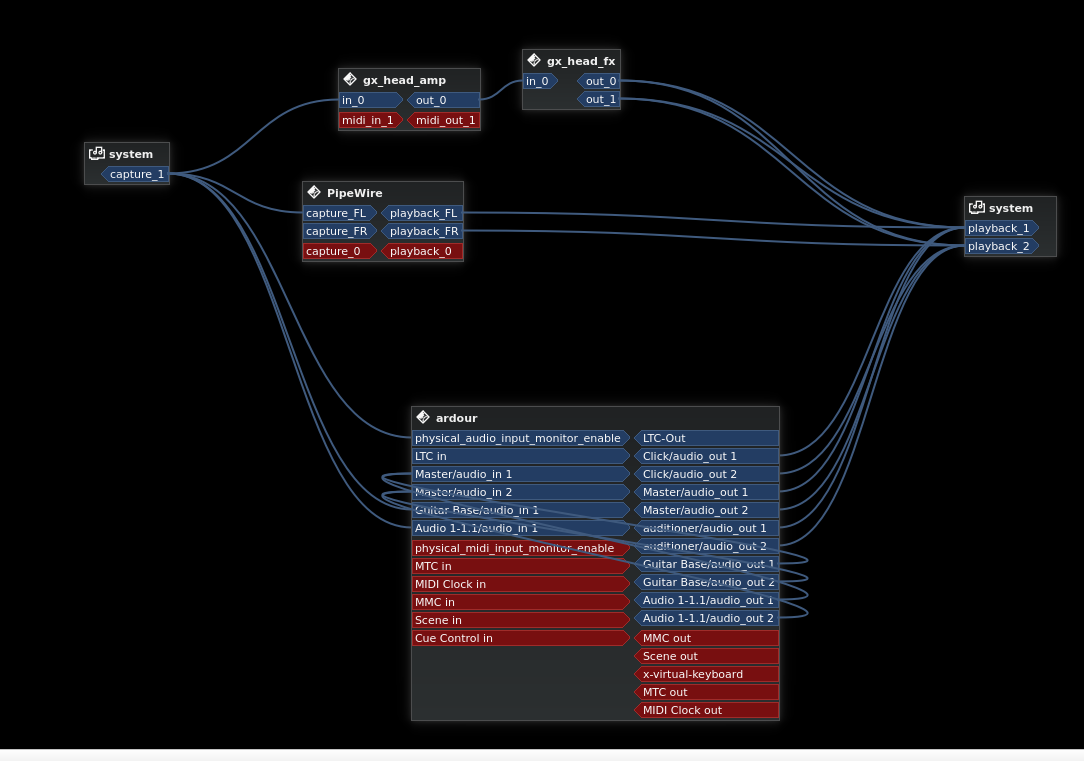 gx_head_fx
in_0 out_0
out_1
gx_head_amp
in_0 out_0
midi_in_1 midi_out_1
system
capture_1
PipeWire
capture_FL playback_FL
capture_FR playback_FR
capture_0 playback_0
system
playback_1
playback_2
ardour
physical_audio_input_monitor_enable LTC-Out
LTC in Click/audio_out 1
Master/audio_in 1 Click/audio_out 2
Master/audio_in 2 Master/audio_out 1
Guitar Base/audio_in 1 Master/audio_out 2
Audio 1-1.1/audio_in 1 auditioner/audio_out 1
physical_midi_input_monitor_enable auditioner/audio_out 2
MTC in Guitar Base/audio_out 1
MIDI Clock in Guitar Base/audio_out 2
MMC in Audio 1-1.1/audio_out 1
Scene in Audio 1-1.1/audio_out 2
Cue Control in MMC out
Scene out
x-virtual-keyboard
MTC out
MIDI Clock out